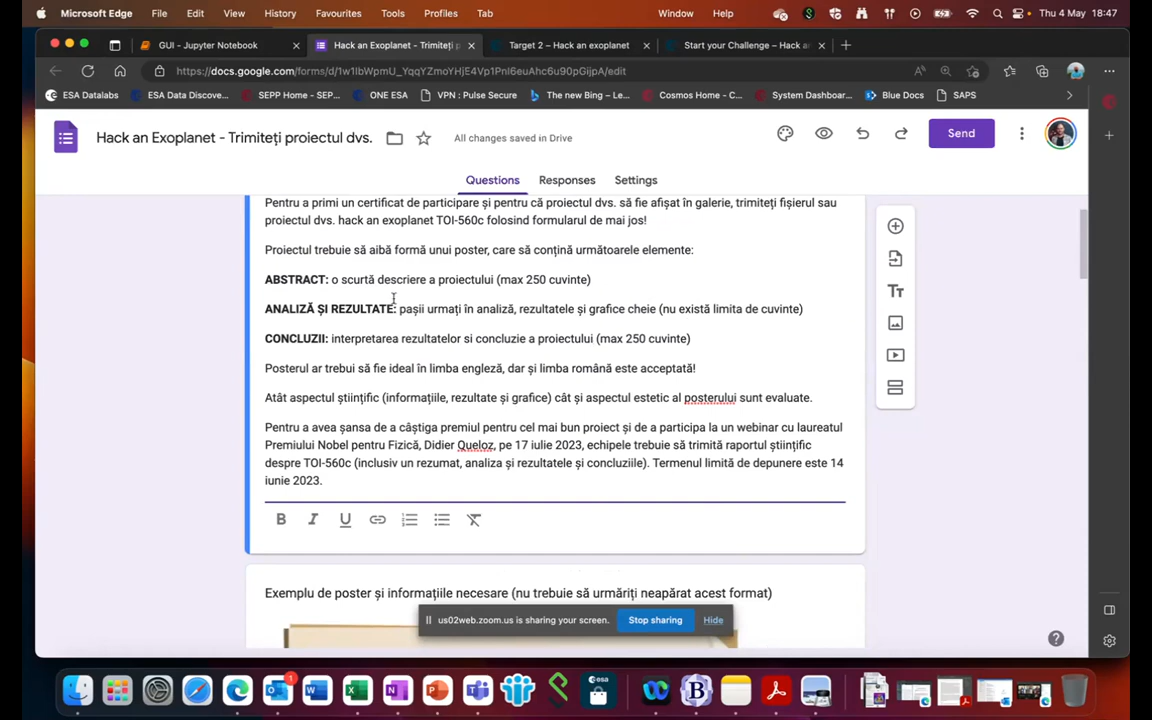 Microsoft Edge File Edit View History Favourites Tools Profiles Tab Window Help Thu 4 May 18:47
GUI - Jupyter Notebook
Hack an Exoplanet - Trimiteți p
Target 2 – Hack an exoplanet
Start your Challenge – Hack an
https://docs.google.com/forms/d/1w1IbWpmU_YqqYZmoYHjE4Vp1PnI6euAhc6u90pGijpA/edit
ESA Datalabs
ESA Data Discove...
SEPP Home - SEP...
ONE ESA
VPN : Pulse Secure
The new Bing – Le...
Cosmos Home - C...
System Dashboar...
Blue Docs
SAPS
Hack an Exoplanet - Trimiteți proiectul dvs.
All changes saved in Drive
Send
Questions Responses Settings
Pentru a primi un certificat de participare și pentru că proiectul dvs. să fie afișat în galerie, trimiteți fișierul sau
proiectul dvs. hack an exoplanet TOI-560c folosind formularul de mai jos!
Proiectul trebuie să aibă formă unui poster, care să conțină următoarele elemente:
ABSTRACT: o scurtă descriere a proiectului (max 250 cuvinte)
ANALIZĂ ȘI REZULTATE: pașii urmați în analiză, rezultatele și grafice cheie (nu există limita de cuvinte)
CONCLUZII: interpretarea rezultatelor si concluzie a proiectului (max 250 cuvinte)
Posterul ar trebui să fie ideal în limba engleză, dar și limba română este acceptată!
Atât aspectul științific (informațiile, rezultate și grafice) cât și aspectul estetic al posterului sunt evaluate.
Pentru a avea șansa de a câștiga premiul pentru cel mai bun proiect și de a participa la un webinar cu laureatul
Premiului Nobel pentru Fizică, Didier Queloz, pe 17 iulie 2023, echipele trebuie să trimită raportul științific
despre TOI-560c (inclusiv un rezumat, analiza și rezultatele și concluziile). Termenul limită de depunere este 14
iunie 2023.
Exemplu de poster și informațiile necesare (nu trebuie să urmăriți neapărat acest format)
us02web.zoom.us is sharing your screen.
Stop sharing
Hide